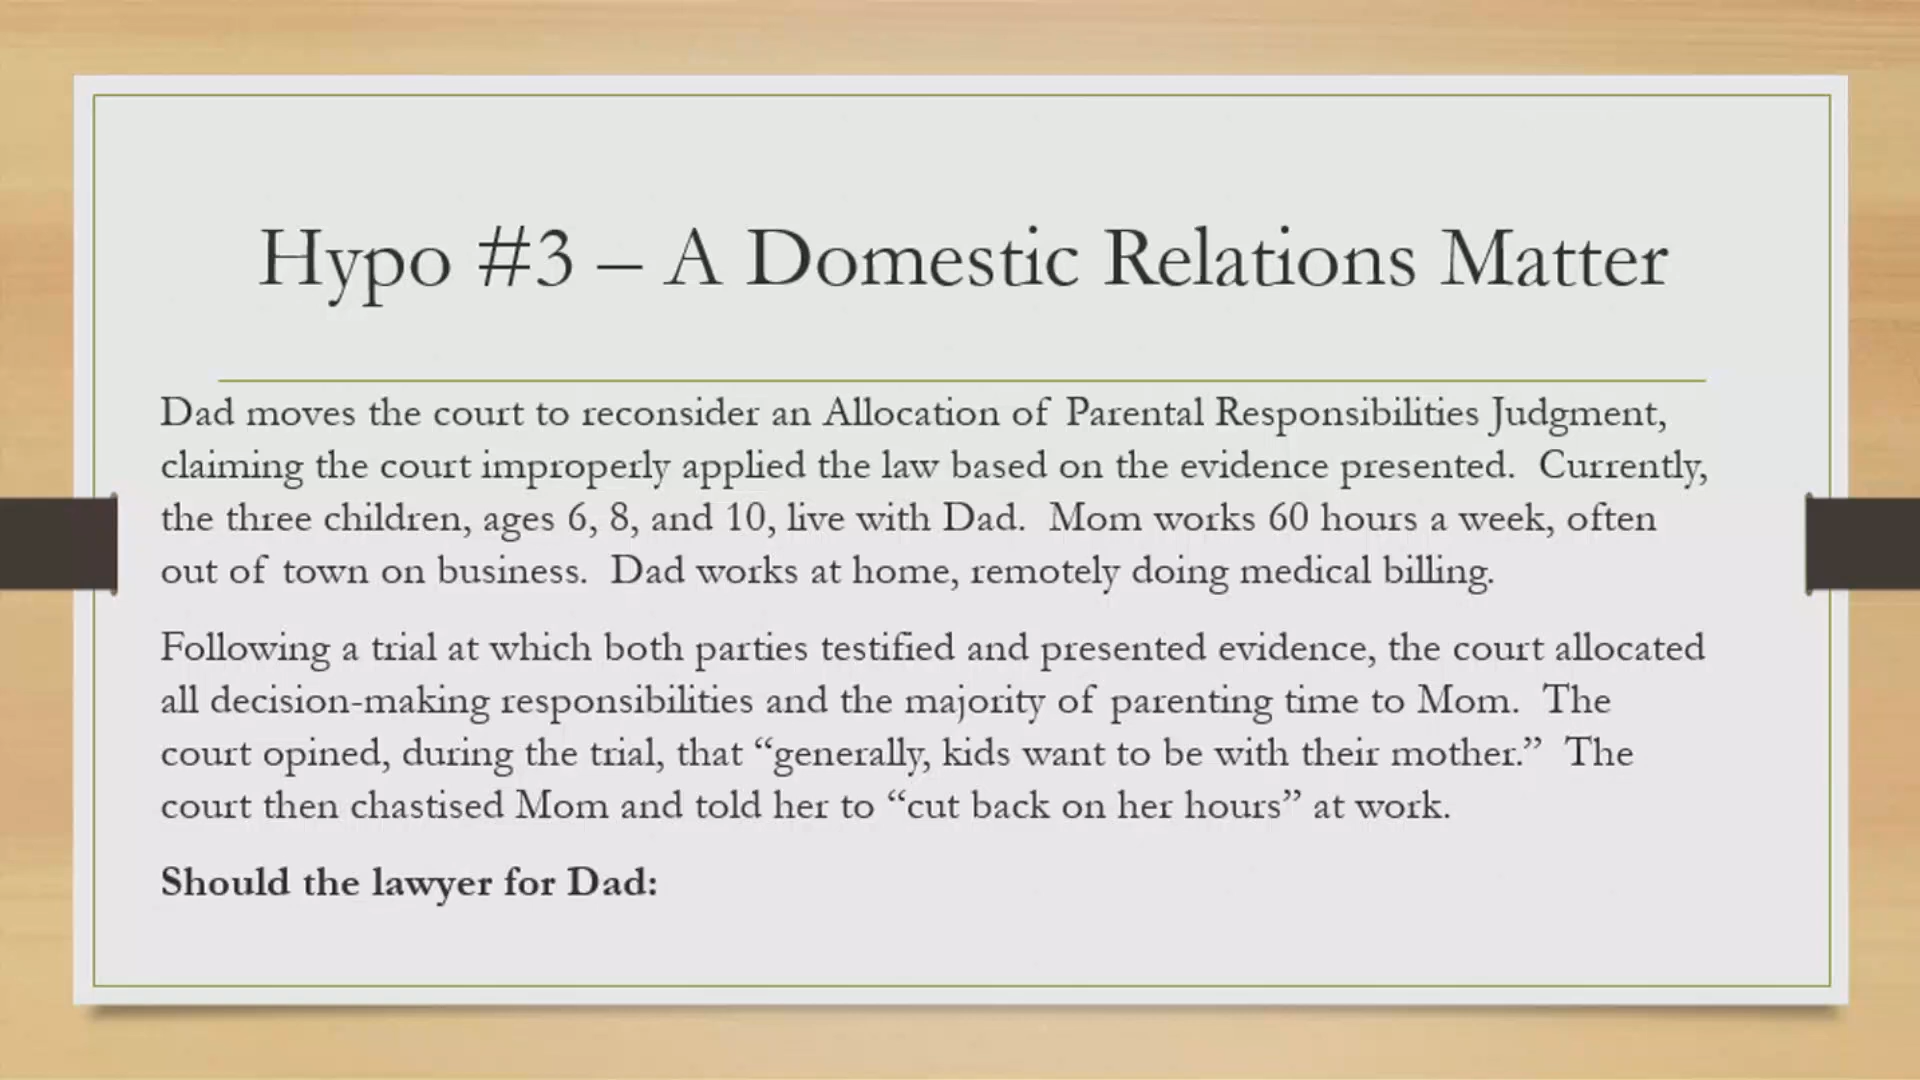 Hypo #3 – A Domestic Relations Matter
Dad moves the court to reconsider an Allocation of Parental Responsibilities Judgment,
claiming the court improperly applied the law based on the evidence presented.  Currently,
the three children, ages 6, 8, and 10, live with Dad.  Mom works 60 hours a week, often
out of town on business.  Dad works at home, remotely doing medical billing.
Following a trial at which both parties testified and presented evidence, the court allocated
all decision-making responsibilities and the majority of parenting time to Mom.  The
court opined, during the trial, that “generally, kids want to be with their mother.”  The
court then chastised Mom and told her to “cut back on her hours” at work.
Should the lawyer for Dad: